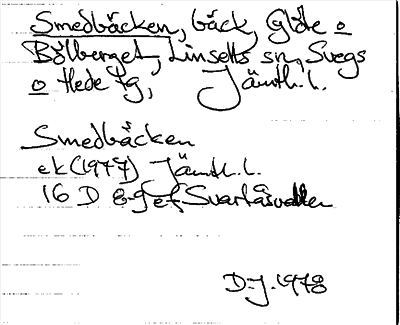 Smedbäcken, bäck, Glöte o
Bölberget, Linsells sn, Svegs
o Hede tg, Jämtl. l.
Smedbäcken
ek (1977) Jämtl. l.
16 D 8-9 ef Svartåsvallen
D-J. 1978